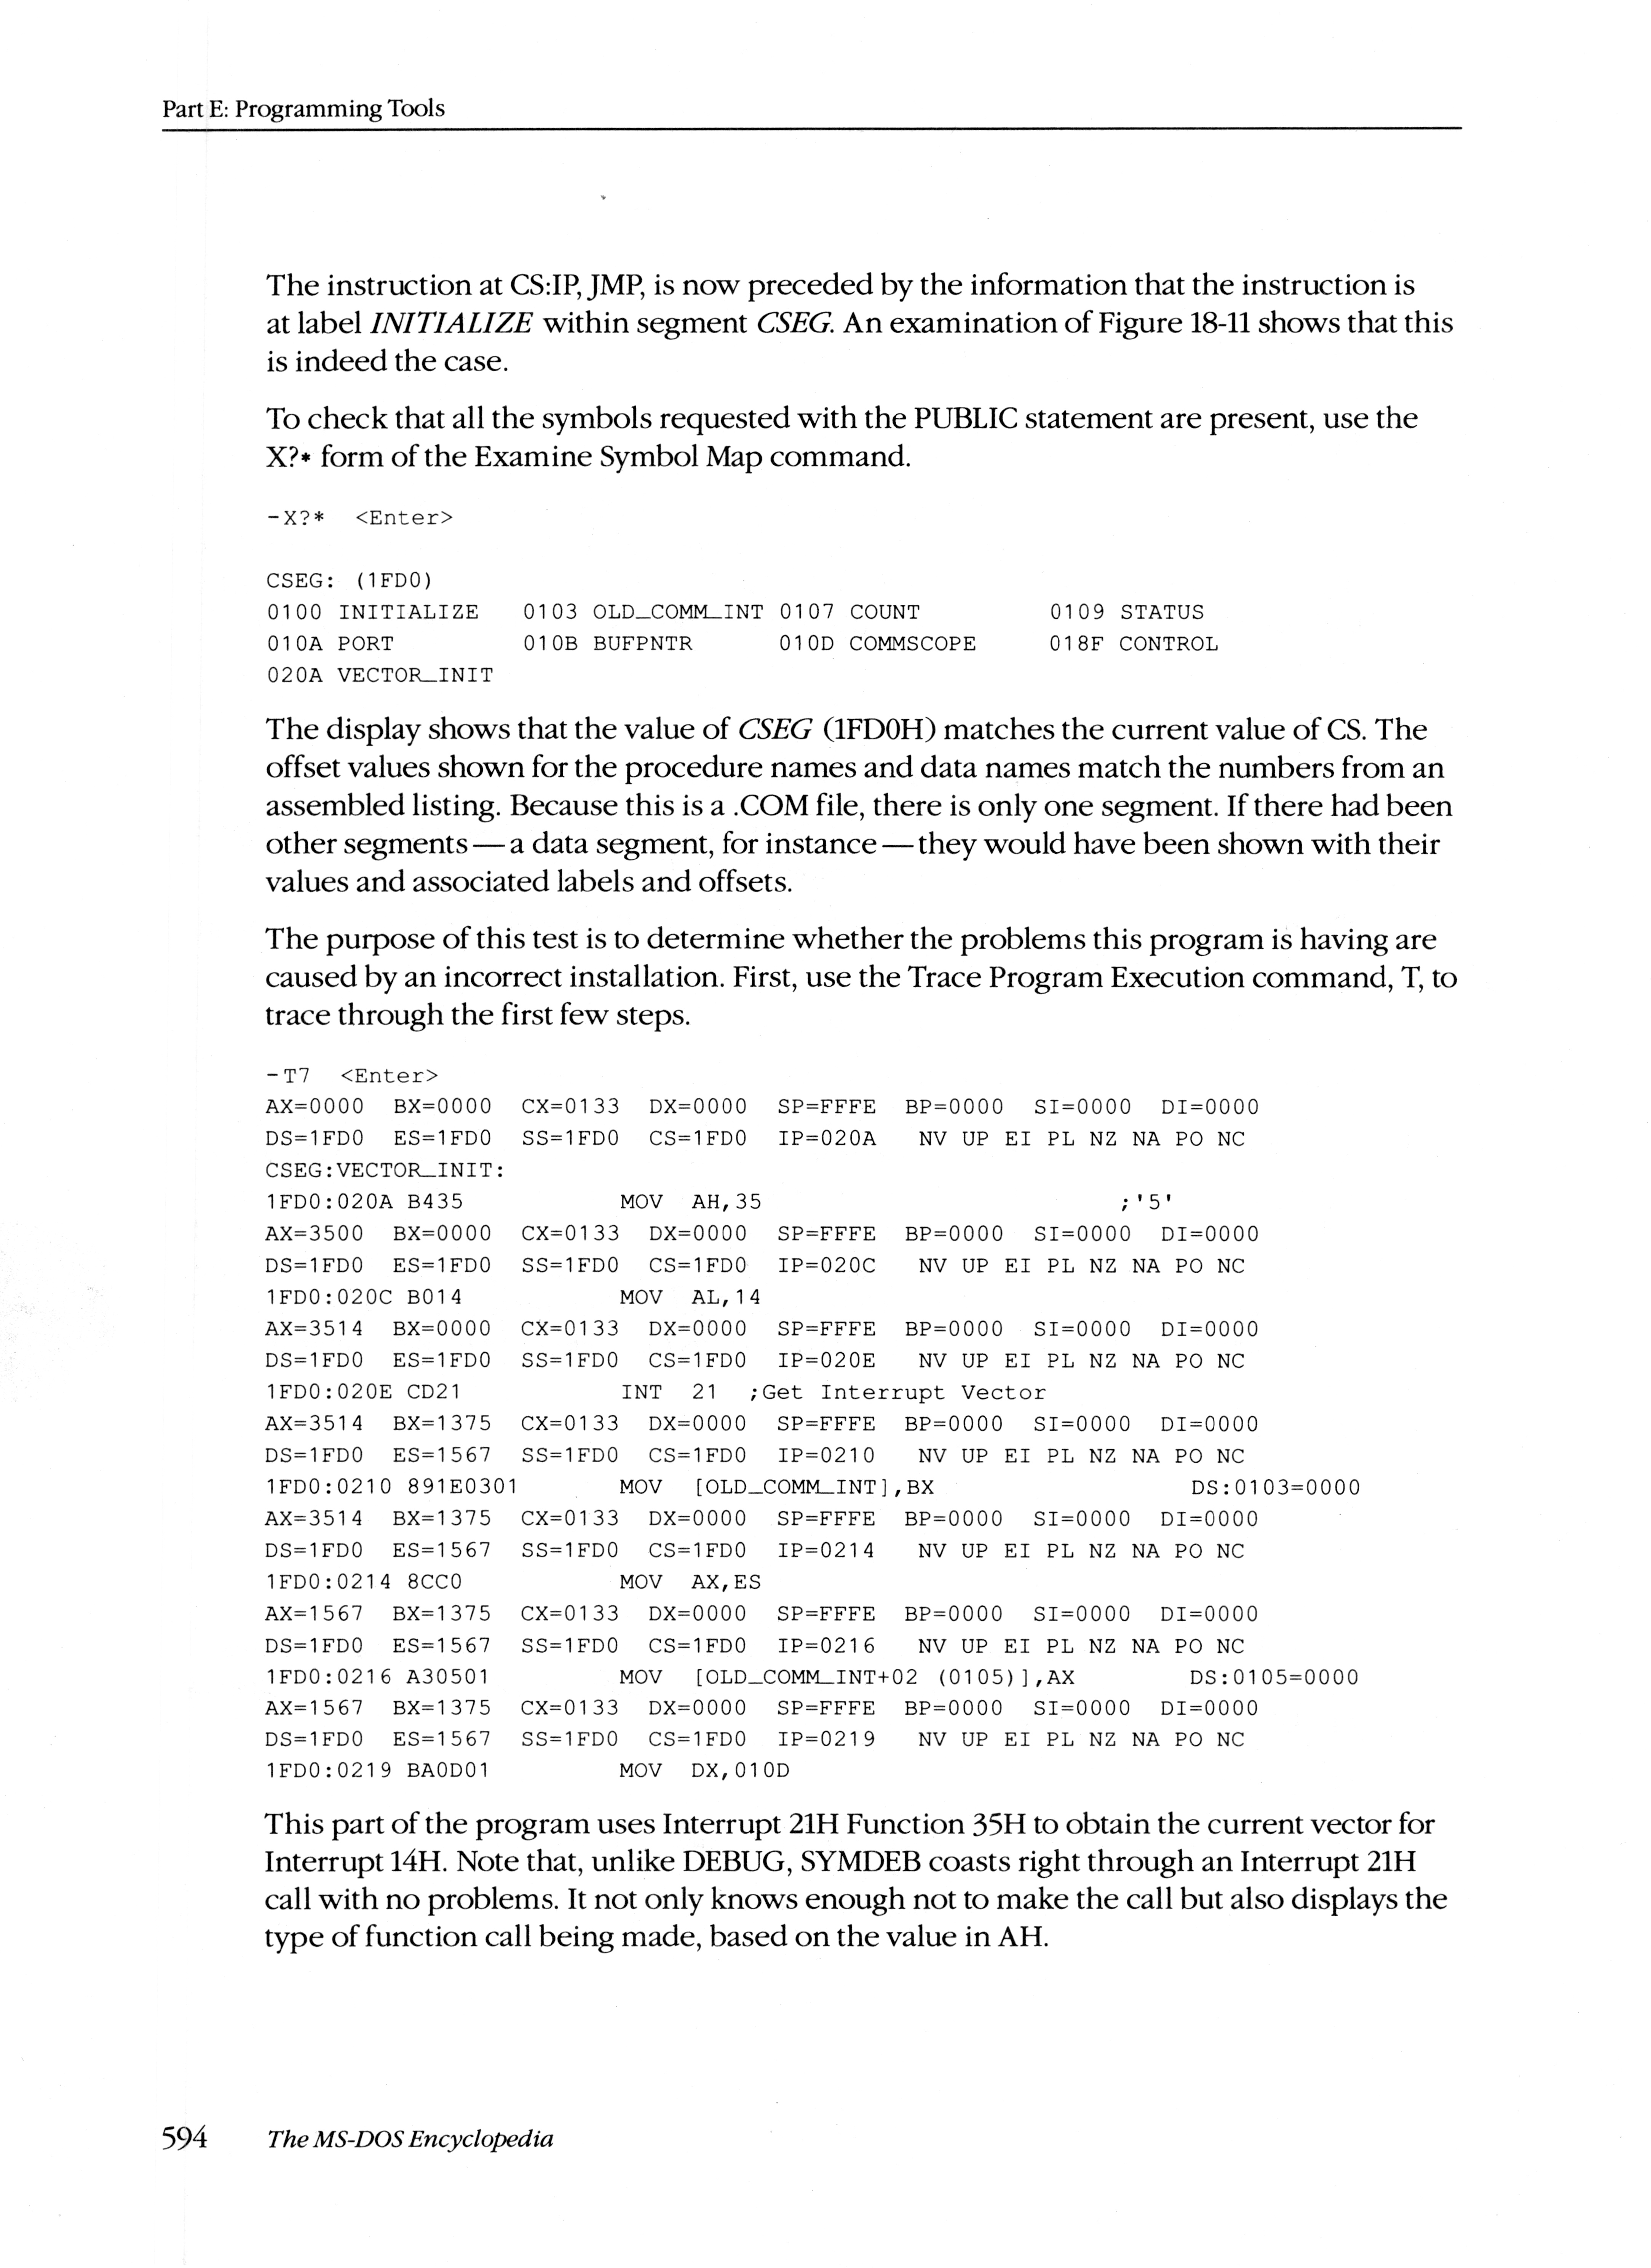 Part E: Programming Tools
The instruction at CS:IP, JMP, is now preceded by the information that the instruction is
at label INITIALIZE within segment CSEG. An examination of Figure 18-11 shows that this
is indeed the case.
To check that all the symbols requested with the PUBLIC statement are present, use the
X?* form of the Examine Symbol Map command.
-X?*  <Enter>
CSEG: (1FD0)
0100 INITIALIZE   0103 OLD_COMM_INT 0107 COUNT         0109 STATUS
010A PORT         010B BUFPNTR      010D COMMSCOPE     018F CONTROL
020A VECTOR_INIT
The display shows that the value of CSEG (1FD0H) matches the current value of CS. The
offset values shown for the procedure names and data names match the numbers from an
assembled listing. Because this is a .COM file, there is only one segment. If there had been
other segments — a data segment, for instance — they would have been shown with their
values and associated labels and offsets.
The purpose of this test is to determine whether the problems this program is having are
caused by an incorrect installation. First, use the Trace Program Execution command, T, to
trace through the first few steps.
-T7  <Enter>
AX=0000  BX=0000  CX=0133  DX=0000  SP=FFFE  BP=0000  SI=0000  DI=0000
DS=1FD0  ES=1FD0  SS=1FD0  CS=1FD0  IP=020A   NV UP EI PL NZ NA PO NC
CSEG:VECTOR_INIT:
1FD0:020A B435           MOV  AH,35                         ;'5'
AX=3500  BX=0000  CX=0133  DX=0000  SP=FFFE  BP=0000  SI=0000  DI=0000
DS=1FD0  ES=1FD0  SS=1FD0  CS=1FD0  IP=020C   NV UP EI PL NZ NA PO NC
1FD0:020C B014           MOV  AL,14
AX=3514  BX=0000  CX=0133  DX=0000  SP=FFFE  BP=0000  SI=0000  DI=0000
DS=1FD0  ES=1FD0  SS=1FD0  CS=1FD0  IP=020E   NV UP EI PL NZ NA PO NC
1FD0:020E CD21           INT  21  ;Get Interrupt Vector
AX=3514  BX=1375  CX=0133  DX=0000  SP=FFFE  BP=0000  SI=0000  DI=0000
DS=1FD0  ES=1567  SS=1FD0  CS=1FD0  IP=0210   NV UP EI PL NZ NA PO NC
1FD0:0210 891E0301       MOV  [OLD_COMM_INT],BX                  DS:0103=0000
AX=3514  BX=1375  CX=0133  DX=0000  SP=FFFE  BP=0000  SI=0000  DI=0000
DS=1FD0  ES=1567  SS=1FD0  CS=1FD0  IP=0214   NV UP EI PL NZ NA PO NC
1FD0:0214 8CC0           MOV  AX,ES
AX=1567  BX=1375  CX=0133  DX=0000  SP=FFFE  BP=0000  SI=0000  DI=0000
DS=1FD0  ES=1567  SS=1FD0  CS=1FD0  IP=0216   NV UP EI PL NZ NA PO NC
1FD0:0216 A30501         MOV  [OLD_COMM_INT+02 (0105)],AX        DS:0105=0000
AX=1567  BX=1375  CX=0133  DX=0000  SP=FFFE  BP=0000  SI=0000  DI=0000
DS=1FD0  ES=1567  SS=1FD0  CS=1FD0  IP=0219   NV UP EI PL NZ NA PO NC
1FD0:0219 BA0D01         MOV  DX,010D
This part of the program uses Interrupt 21H Function 35H to obtain the current vector for
Interrupt 14H. Note that, unlike DEBUG, SYMDEB coasts right through an Interrupt 21H
call with no problems. It not only knows enough not to make the call but also displays the
type of function call being made, based on the value in AH.
594    The MS-DOS Encyclopedia